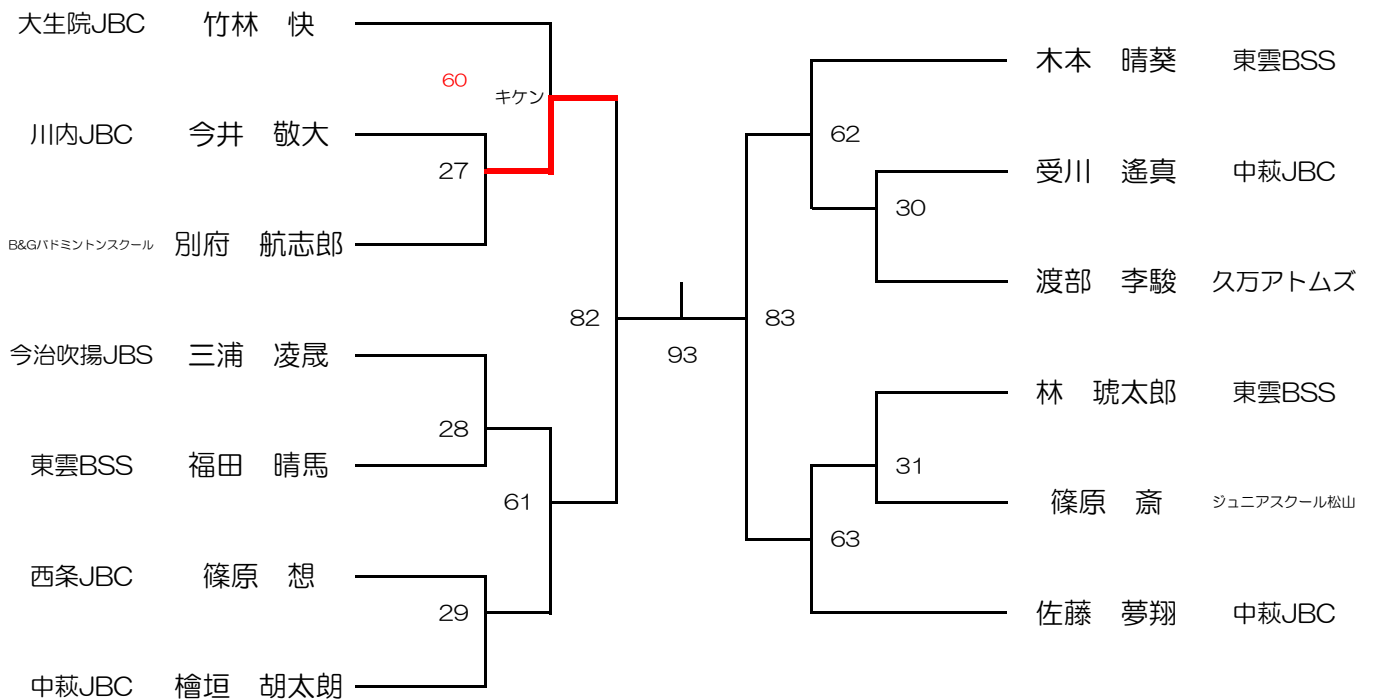 大生院JBC 竹林 快
60
キケン
川内JBC 今井 敬大
27
B&Gバドミントンスクール 別府 航志郎
82
今治吹揚JBS 三浦 凌晟
28
東雲BSS 福田 晴馬
61
西条JBC 篠原 想
29
中萩JBC 檜垣 胡太朗
93
木本 晴葵 東雲BSS
62
受川 遙真 中萩JBC
30
渡部 李駿 久万アトムズ
83
林 琥太郎 東雲BSS
31
篠原 斎 ジュニアスクール松山
63
佐藤 夢翔 中萩JBC